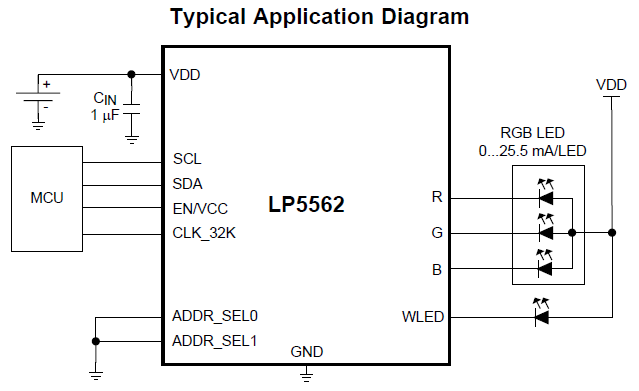 Typical Application Diagram
VDD
+
-
CIN
1 μF
MCU
SCL
SDA
EN/VCC
CLK_32K
ADDR_SEL0
ADDR_SEL1
LP5562
GND
R
G
B
WLED
RGB LED
0...25.5 mA/LED
VDD